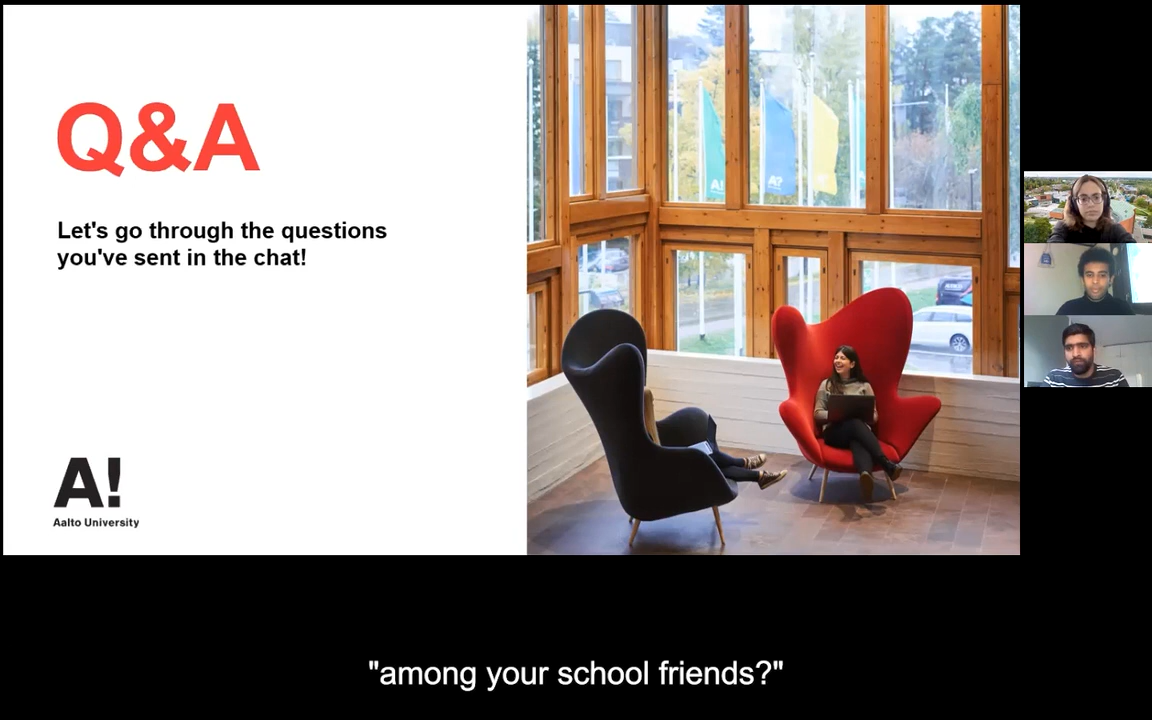 Q&A
Let's go through the questions
you've sent in the chat!
A!
Aalto University
A!
A?
"among your school friends?"